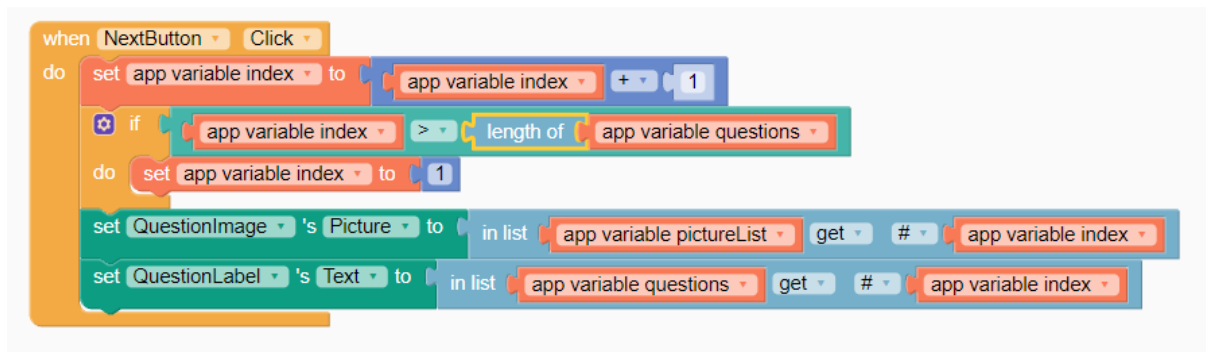 when NextButton Click
do set app variable index to app variable index + 1
if app variable index > length of app variable questions
do set app variable index to 1
set QuestionImage 's Picture to in list app variable pictureList get # app variable index
set QuestionLabel 's Text to in list app variable questions get # app variable index